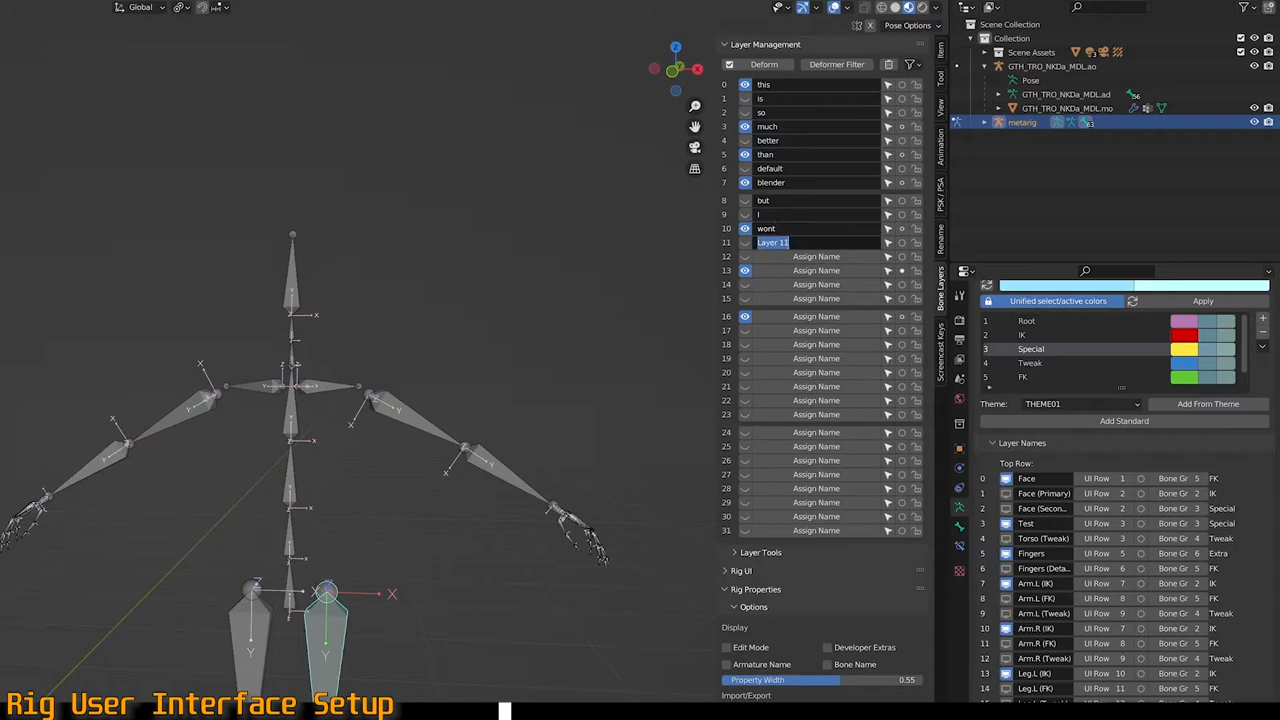 Global
Pose Options
Layer Management
Deform Deformer Filter
0 this
1 is
2 so
3 much
4 better
5 than
6 default
7 blender
8 but
9 I
10 wont
11 Layer 11
12 Assign Name
13 Assign Name
14 Assign Name
15 Assign Name
16 Assign Name
17 Assign Name
18 Assign Name
19 Assign Name
20 Assign Name
21 Assign Name
22 Assign Name
23 Assign Name
24 Assign Name
25 Assign Name
26 Assign Name
27 Assign Name
28 Assign Name
29 Assign Name
30 Assign Name
31 Assign Name
Layer Tools
Rig UI
Rig Properties
Options
Display
Edit Mode Developer Extras
Armature Name Bone Name
Property Width 0.55
Import/Export
Item
Tool
View
Animation
PSK / PSA
Rename
Bone Layers
Screencast Keys
Scene Collection
Collection
Scene Assets 3
GTH_TRO_NKDa_MDL.ao
Pose
GTH_TRO_NKDa_MDL.ad 56
GTH_TRO_NKDa_MDL.mo
metarig 63
Unified select/active colors Apply
1 Root
2 IK
3 Special
4 Tweak
5 FK
Theme: THEME01 Add From Theme
Add Standard
Layer Names
Top Row:
0 Face UI Row 1 Bone Gr 5 FK
1 Face (Primary) UI Row 2 Bone Gr 2 IK
2 Face (Secon... UI Row 2 Bone Gr 3 Special
3 Test UI Row 3 Bone Gr 3 Special
4 Torso (Tweak) UI Row 3 Bone Gr 4 Tweak
5 Fingers UI Row 5 Bone Gr 6 Extra
6 Fingers (Deta... UI Row 6 Bone Gr 5 FK
7 Arm.L (IK) UI Row 7 Bone Gr 2 IK
8 Arm.L (FK) UI Row 8 Bone Gr 5 FK
9 Arm.L (Tweak) UI Row 9 Bone Gr 4 Tweak
10 Arm.R (IK) UI Row 7 Bone Gr 2 IK
11 Arm.R (FK) UI Row 8 Bone Gr 5 FK
12 Arm.R (Tweak) UI Row 9 Bone Gr 4 Tweak
13 Leg.L (IK) UI Row 10 Bone Gr 2 IK
14 Leg.L (FK) UI Row 11 Bone Gr 5 FK
Rig User Interface Setup